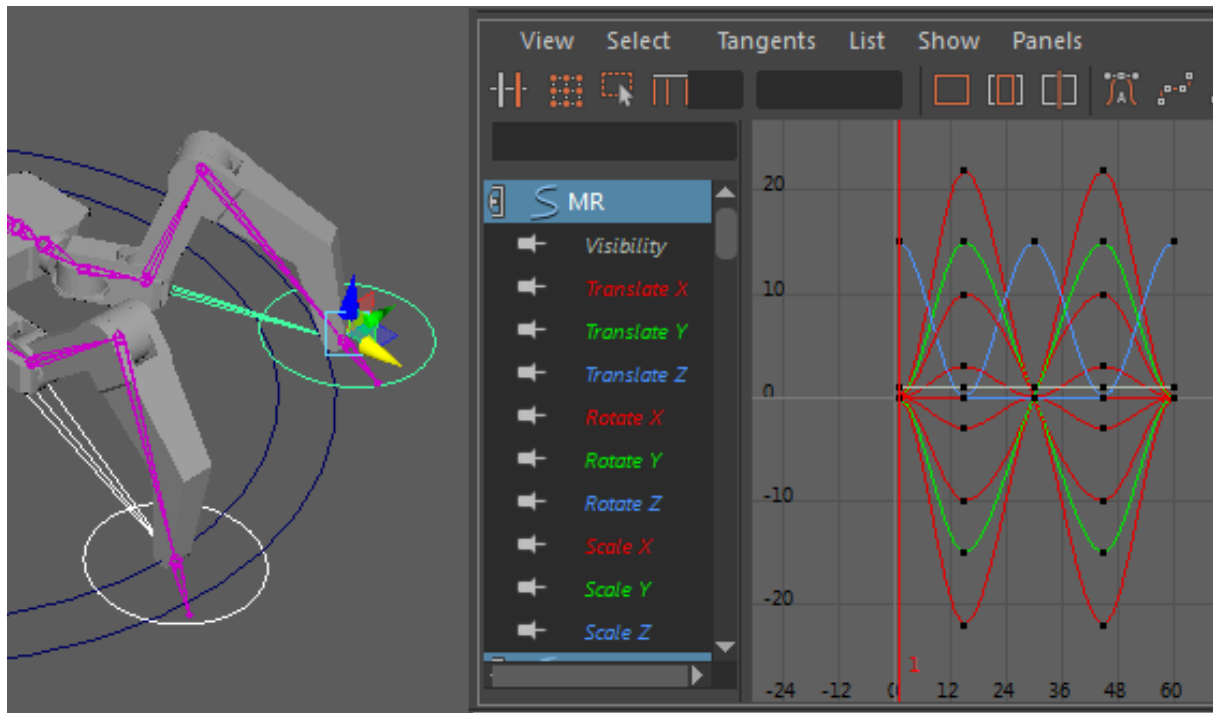 View Select Tangents List Show Panels
A
MR
Visibility
Translate X
Translate Y
Translate Z
Rotate X
Rotate Y
Rotate Z
Scale X
Scale Y
Scale Z
20
10
0
-10
-20
1
-24 -12 0 12 24 36 48 60